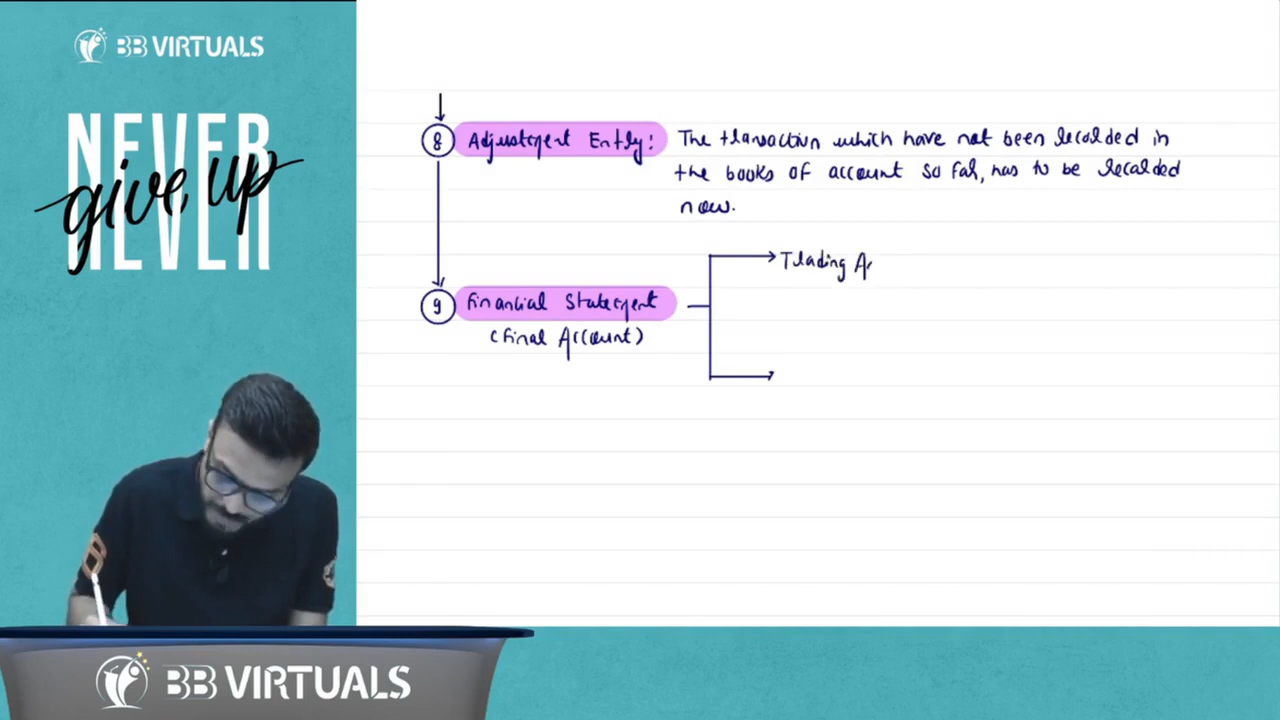 BB VIRTUALS
NEVER
give up
NEVER
8 Adjustment Entry: The transaction which have not been recorded in
the books of account so far, has to be recorded
now.
Trading A
9 Financial Statement
(Final Account)
BB VIRTUALS